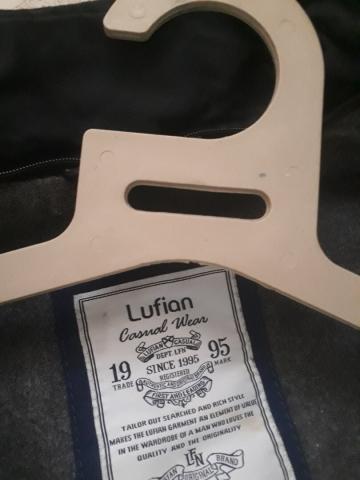 Lufian
Casual Wear
LUFIAN CASUAL
DEPT. LFN
19 SINCE 1995 95
TRADE REGISTERED MARK
FIRST AND LEADING
TAILOR OUT SEARCHED AND RICH STYLE
MAKES THE LUFIAN GARMENT AN ELEMENT OF UNIQUE
IN THE WARDROBE OF A MAN WHO LOVES THE
QUALITY AND THE ORIGINALITY
LFN
BRAND